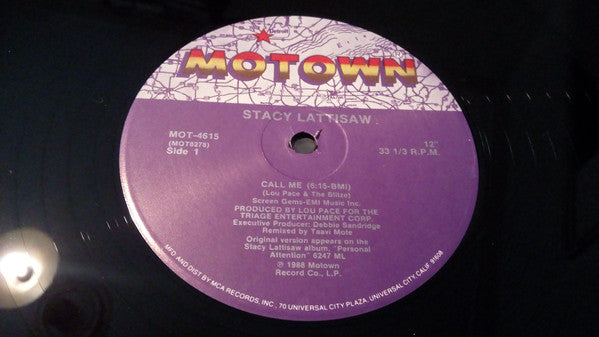 Detroit
MOTOWN
STACY LATTISAW
MOT-4615
(MOT8278)
Side 1
12"
33 1/3 R.P.M.
CALL ME (6:15-BMI)
(Lou Pace & The Blitze)
Screen Gems-EMI Music Inc.
PRODUCED BY LOU PACE FOR THE
TRIAGE ENTERTAINMENT CORP.
Executive Producer: Debbie Sandridge
Remixed by Taavi Mote
Original version appears on the
Stacy Lattisaw album, "Personal
Attention" 6247 ML
℗ 1988 Motown
Record Co., L.P.
MFD AND DIST BY MCA RECORDS, INC., 70 UNIVERSAL CITY PLAZA, UNIVERSAL CITY, CALIF. 91608